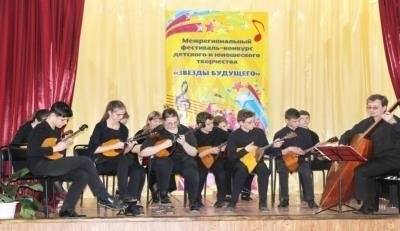 Межрегиональный
фестиваль-конкурс
детского и юношеского
творчества
«ЗВЕЗДЫ БУДУЩЕГО»